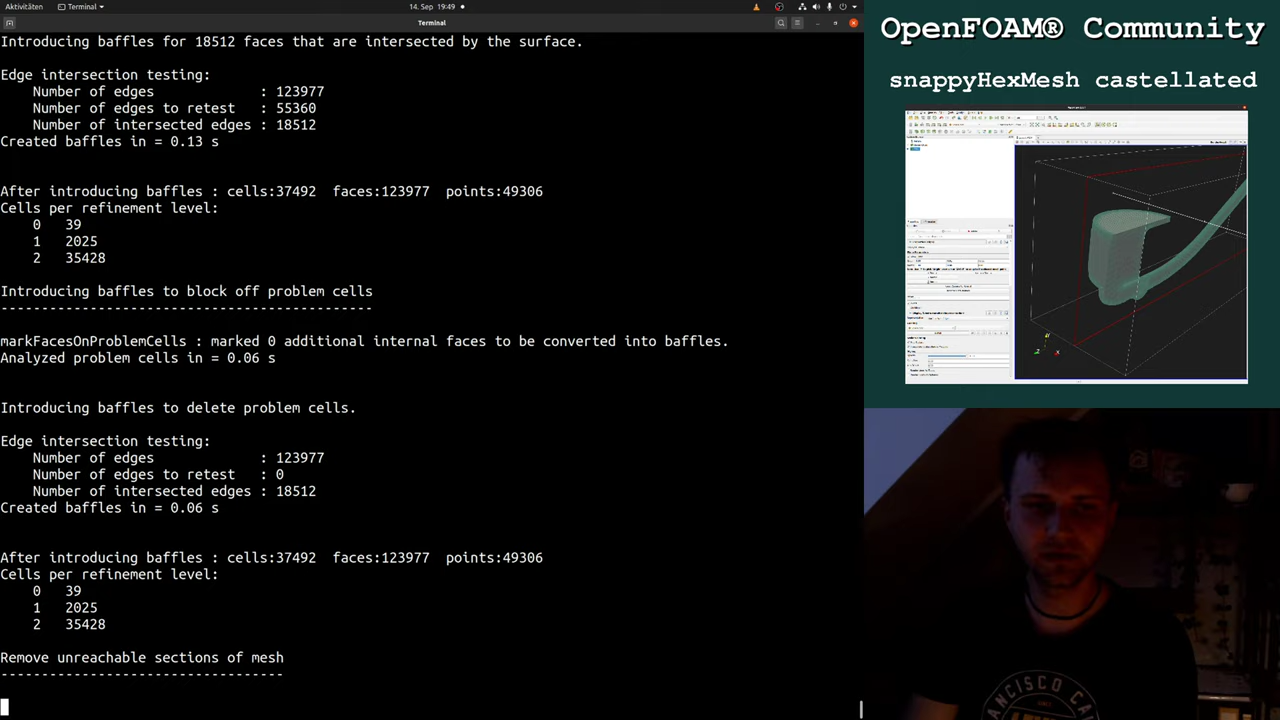 Aktivitäten
Terminal
14. Sep 19:49
Terminal
Introducing baffles for 18512 faces that are intersected by the surface.
Edge intersection testing:
Number of edges : 123977
Number of edges to retest : 55360
Number of intersected edges : 18512
Created baffles in = 0.13 s
After introducing baffles : cells:37492 faces:123977 points:49306
Cells per refinement level:
0 39
1 2025
2 35428
Introducing baffles to block off problem cells
----------------------------------------------
markFacesOnProblemCells : marked 0 additional internal faces to be converted into baffles.
Analyzed problem cells in = 0.06 s
Introducing baffles to delete problem cells.
Edge intersection testing:
Number of edges : 123977
Number of edges to retest : 0
Number of intersected edges : 18512
Created baffles in = 0.06 s
After introducing baffles : cells:37492 faces:123977 points:49306
Cells per refinement level:
0 39
1 2025
2 35428
Remove unreachable sections of mesh
-----------------------------------
OpenFOAM® Community
snappyHexMesh castellated